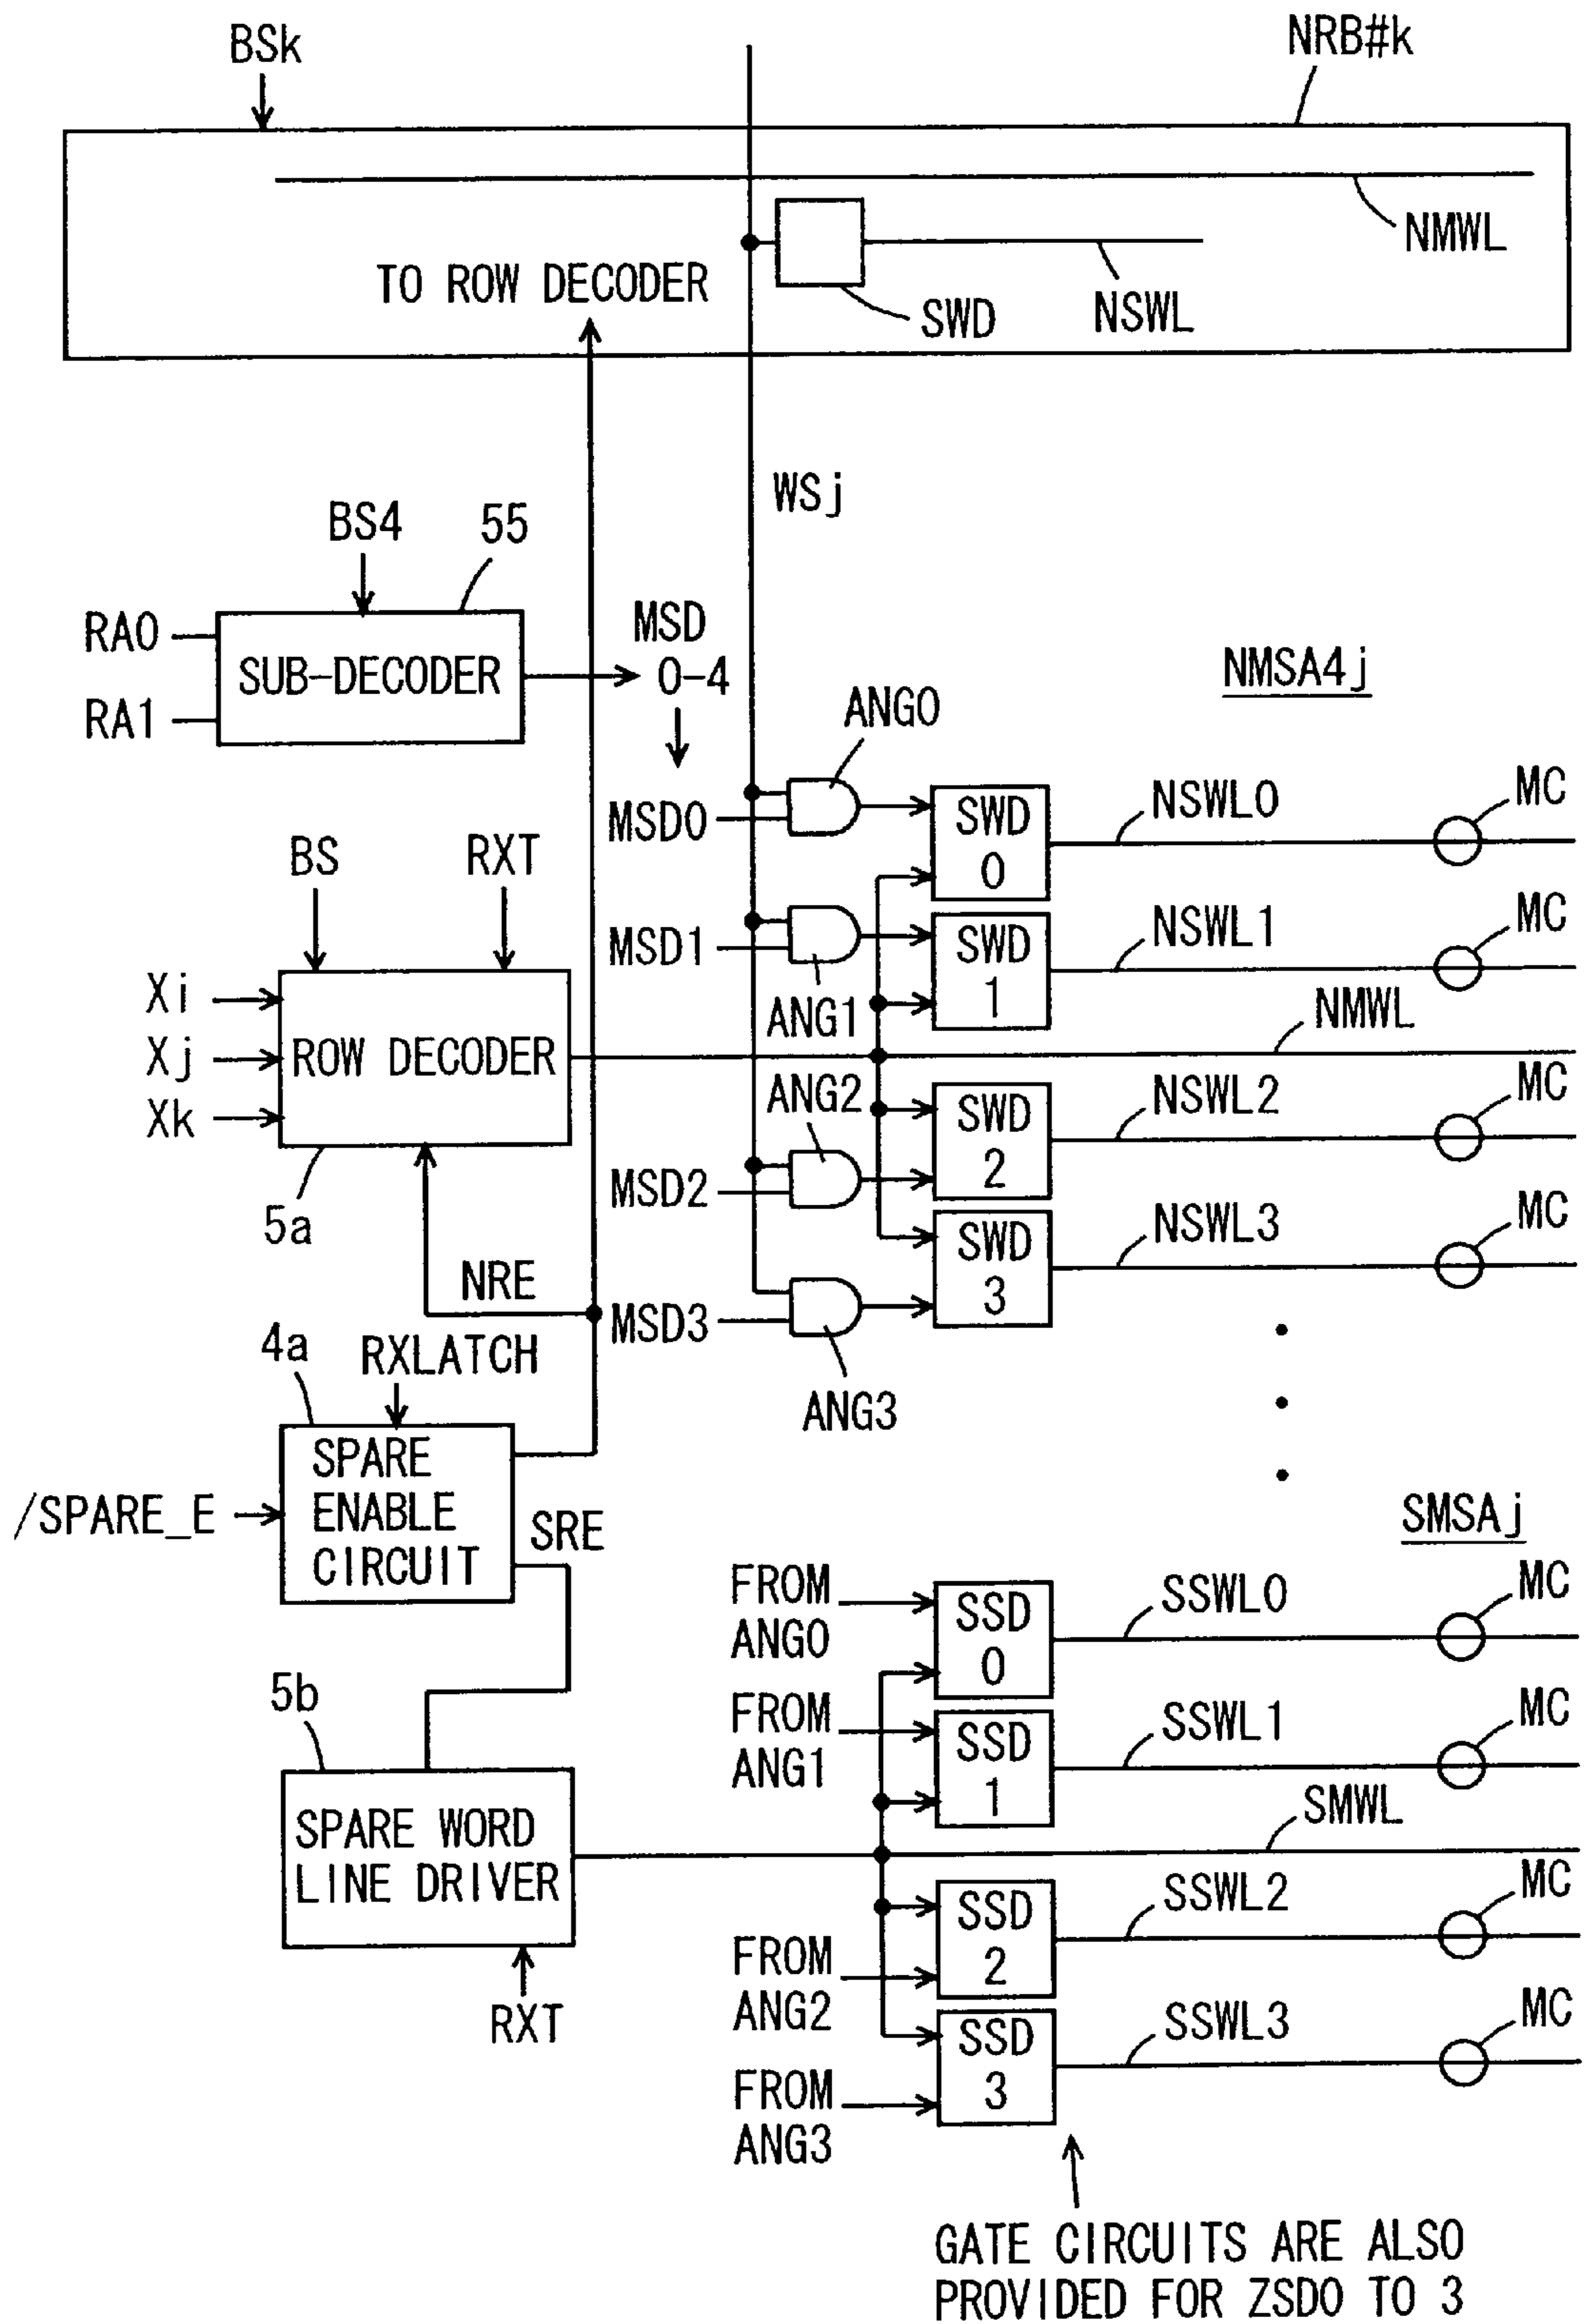 BSk
NRB#k
NMWL
TO ROW DECODER
SWD
NSWL
WSj
BS4
55
RA0
RA1
SUB-DECODER
MSD
0-4
NMSA4j
ANG0
MSD0
SWD
0
NSWL0
MC
BS
RXT
MSD1
ANG1
SWD
1
NSWL1
MC
Xi
Xj
Xk
ROW DECODER
5a
NMWL
ANG2
MSD2
SWD
2
NSWL2
MC
NRE
MSD3
ANG3
SWD
3
NSWL3
MC
4a
RXLATCH
/SPARE_E
SPARE
ENABLE
CIRCUIT
SRE
SMSAj
FROM
ANG0
SSD
0
SSWL0
MC
5b
FROM
ANG1
SSD
1
SSWL1
MC
SPARE WORD
LINE DRIVER
SMWL
RXT
FROM
ANG2
SSD
2
SSWL2
MC
FROM
ANG3
SSD
3
SSWL3
MC
GATE CIRCUITS ARE ALSO
PROVIDED FOR ZSD0 TO 3